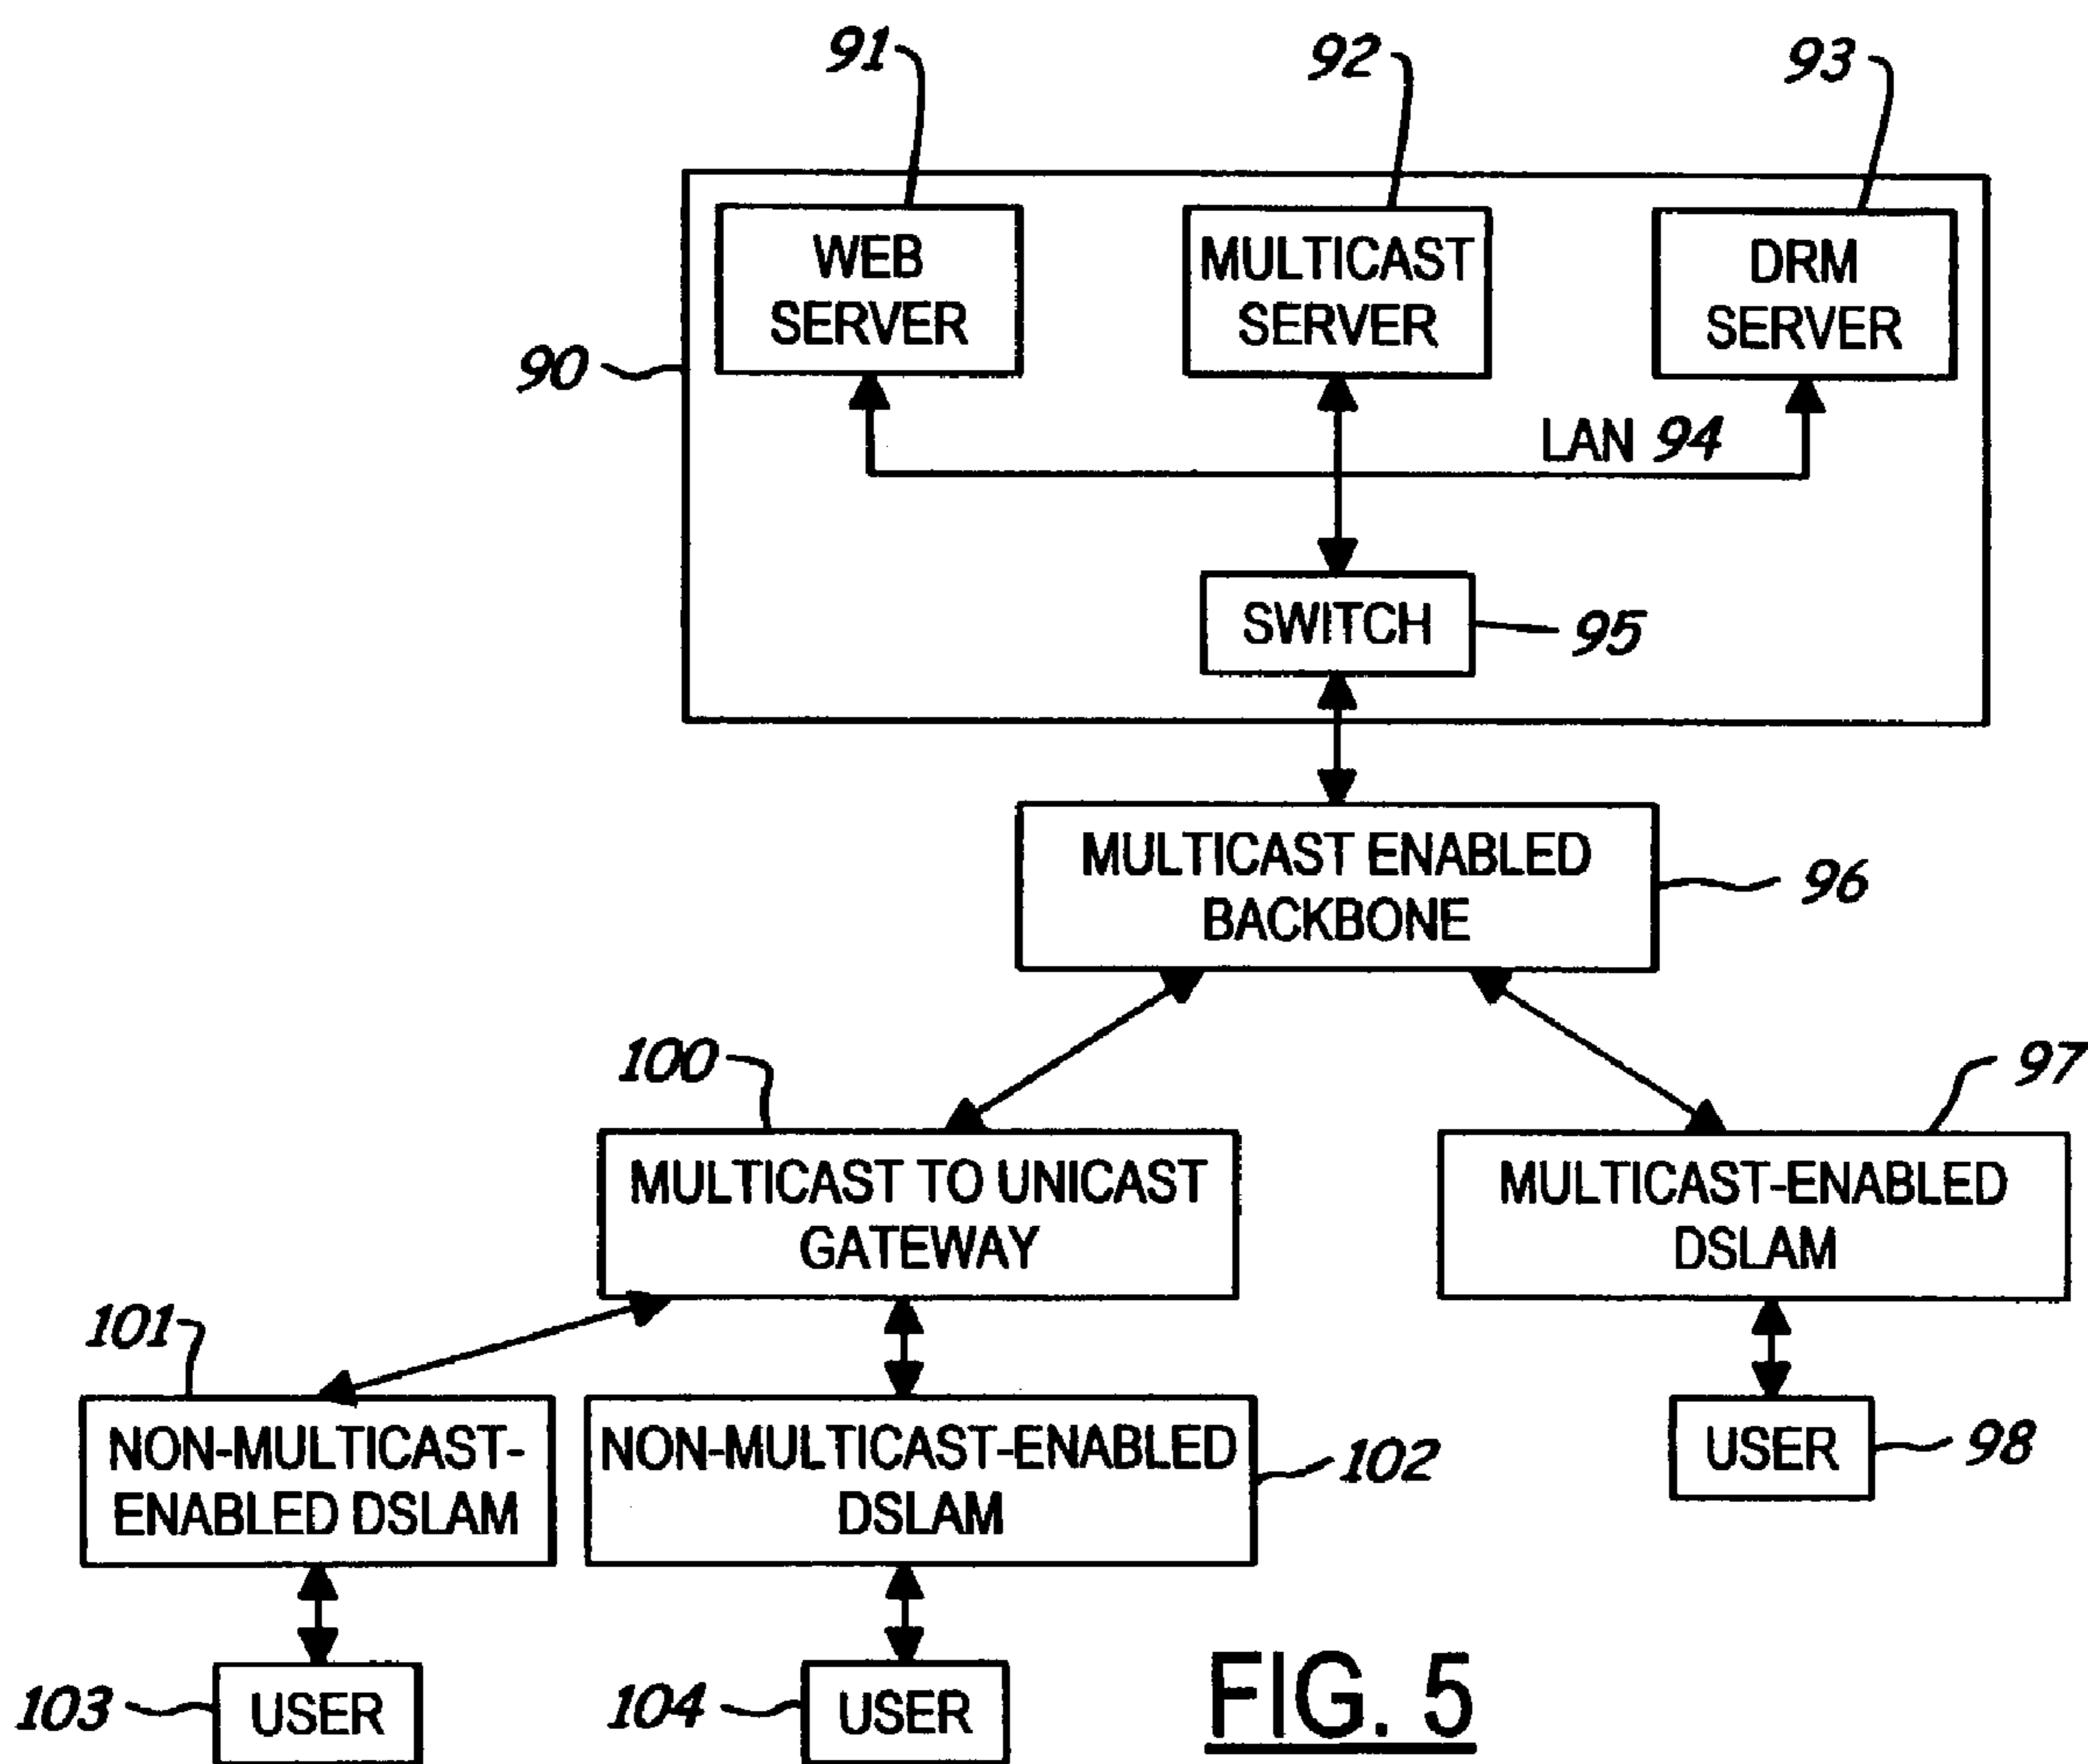 91
92
93
WEB
SERVER
MULTICAST
SERVER
DRM
SERVER
90
LAN 94
SWITCH
95
MULTICAST ENABLED
BACKBONE
96
100
97
MULTICAST TO UNICAST
GATEWAY
MULTICAST-ENABLED
DSLAM
101
NON-MULTICAST-
ENABLED DSLAM
NON-MULTICAST-ENABLED
DSLAM
102
USER
98
103
USER
104
USER
FIG. 5